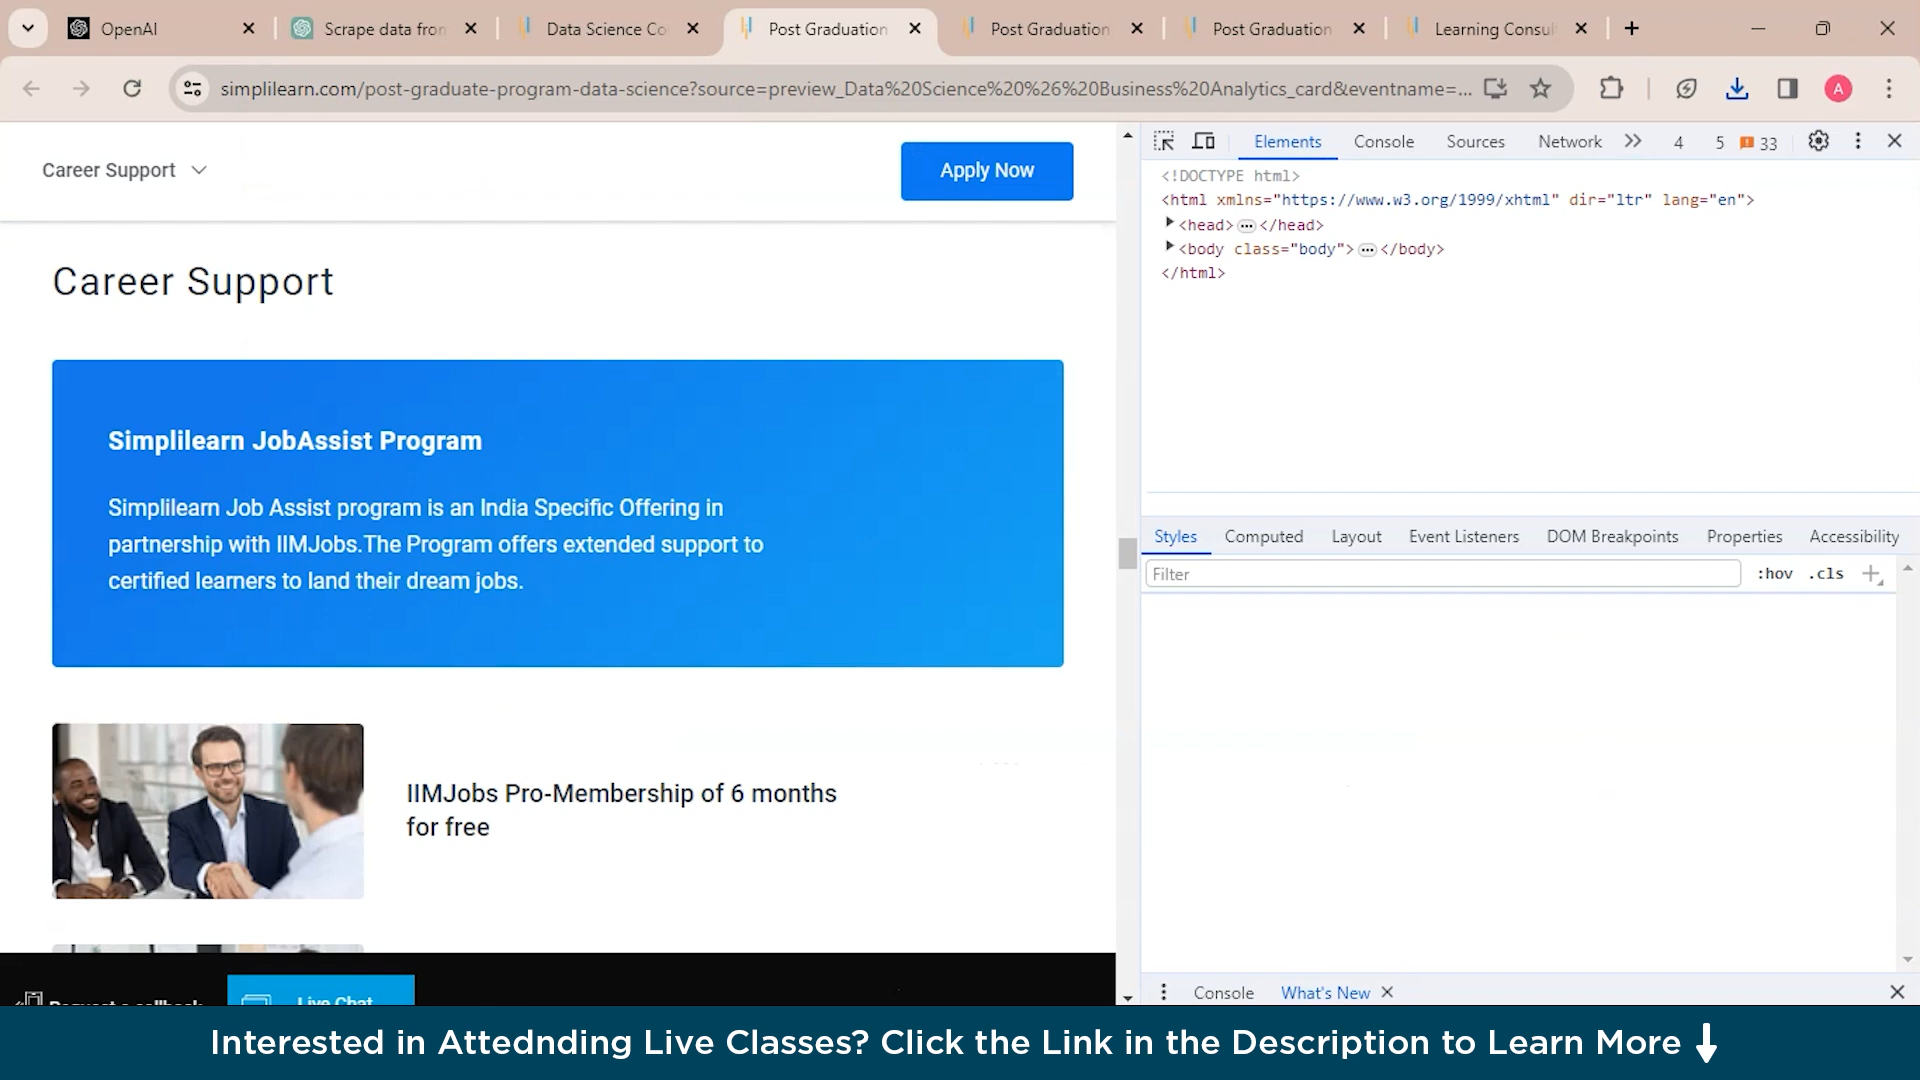 OpenAI
Scrape data from
Data Science Co
Post Graduation
Post Graduation
Post Graduation
Learning Consul
simplilearn.com/post-graduate-program-data-science?source=preview_Data%20Science%20%26%20Business%20Analytics_card&eventname=...
A
Career Support
Apply Now
Career Support
Simplilearn JobAssist Program
Simplilearn Job Assist program is an India Specific Offering in
partnership with IIMJobs.The Program offers extended support to
certified learners to land their dream jobs.
IIMJobs Pro-Membership of 6 months
for free
Request a callback
Live Chat
Elements Console Sources Network 4 5 33
<!DOCTYPE html>
<html xmlns="https://www.w3.org/1999/xhtml" dir="ltr" lang="en">
<head>…</head>
<body class="body">…</body>
</html>
Styles Computed Layout Event Listeners DOM Breakpoints Properties Accessibility
Filter :hov .cls
Console What's New
Interested in Attednding Live Classes? Click the Link in the Description to Learn More